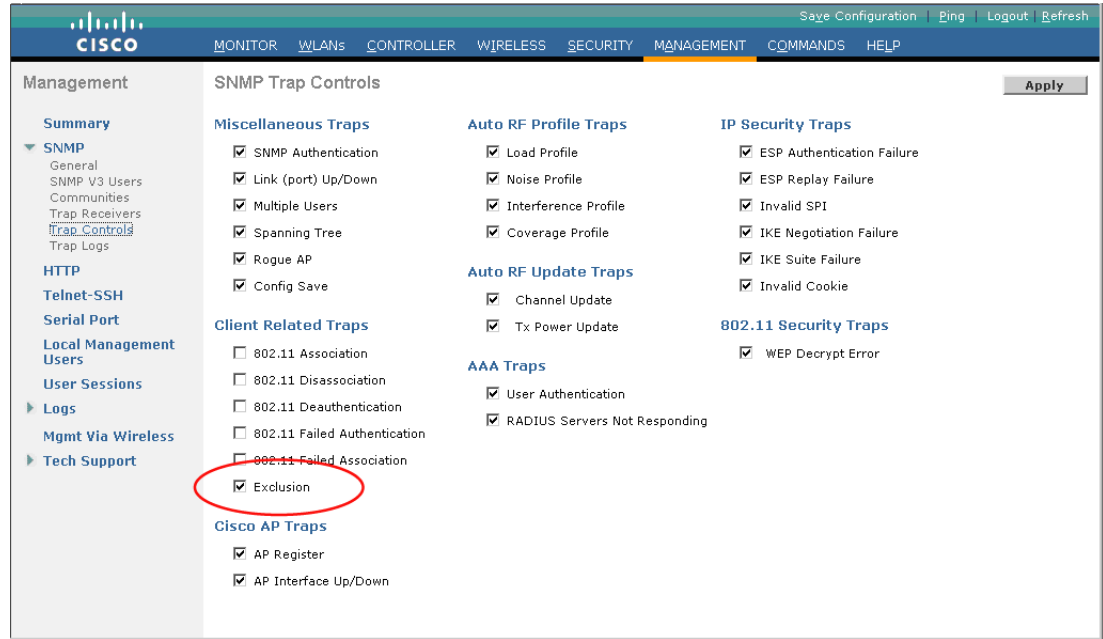 Save Configuration | Ping | Logout | Refresh
CISCO
MONITOR WLANs CONTROLLER WIRELESS SECURITY MANAGEMENT COMMANDS HELP
Management
Summary
SNMP
General
SNMP V3 Users
Communities
Trap Receivers
Trap Controls
Trap Logs
HTTP
Telnet-SSH
Serial Port
Local Management
Users
User Sessions
Logs
Mgmt Via Wireless
Tech Support
SNMP Trap Controls
Apply
Miscellaneous Traps
SNMP Authentication
Link (port) Up/Down
Multiple Users
Spanning Tree
Rogue AP
Config Save
Client Related Traps
802.11 Association
802.11 Disassociation
802.11 Deauthentication
802.11 Failed Authentication
802.11 Failed Association
Exclusion
Cisco AP Traps
AP Register
AP Interface Up/Down
Auto RF Profile Traps
Load Profile
Noise Profile
Interference Profile
Coverage Profile
Auto RF Update Traps
Channel Update
Tx Power Update
AAA Traps
User Authentication
RADIUS Servers Not Responding
IP Security Traps
ESP Authentication Failure
ESP Replay Failure
Invalid SPI
IKE Negotiation Failure
IKE Suite Failure
Invalid Cookie
802.11 Security Traps
WEP Decrypt Error